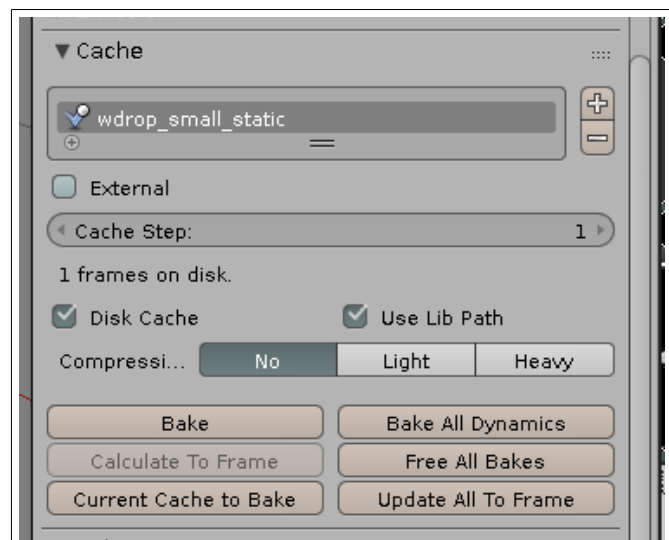 Cache
wdrop_small_static
External
Cache Step: 1
1 frames on disk.
Disk Cache Use Lib Path
Compressi... No Light Heavy
Bake Bake All Dynamics
Calculate To Frame Free All Bakes
Current Cache to Bake Update All To Frame